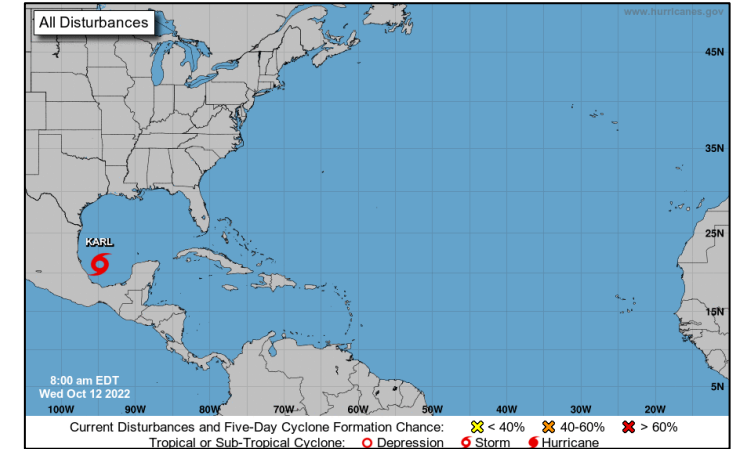 All Disturbances
www.hurricanes.gov
45N
35N
25N
15N
5N
KARL
8:00 am EDT
Wed Oct 12 2022
100W 90W 80W 70W 60W 50W 40W 30W 20W
Current Disturbances and Five-Day Cyclone Formation Chance: < 40% 40-60% > 60%
Tropical or Sub-Tropical Cyclone: Depression Storm Hurricane